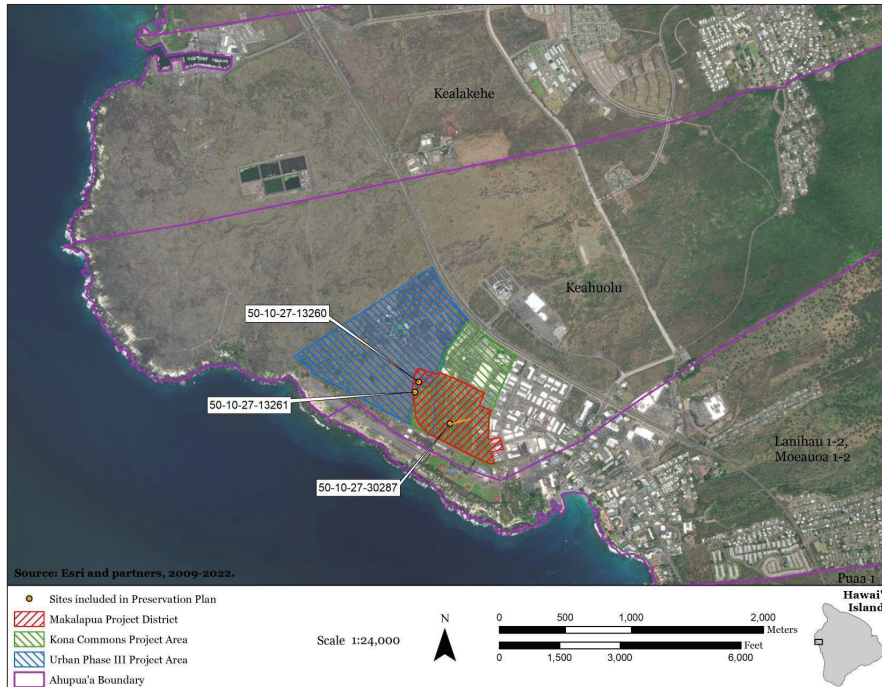 Kealakehe
Keahuolu
50-10-27-13260
50-10-27-13261
50-10-27-30287
Lanihau 1-2,
Moeauoa 1-2
Puaa 1
Source: Esri and partners, 2009-2022.
Sites included in Preservation Plan
Makalapua Project District
Kona Commons Project Area
Urban Phase III Project Area
Ahupua'a Boundary
Scale 1:24,000
N
0 500 1,000 2,000
Meters
Feet
0 1,500 3,000 6,000
Hawai'i
Island